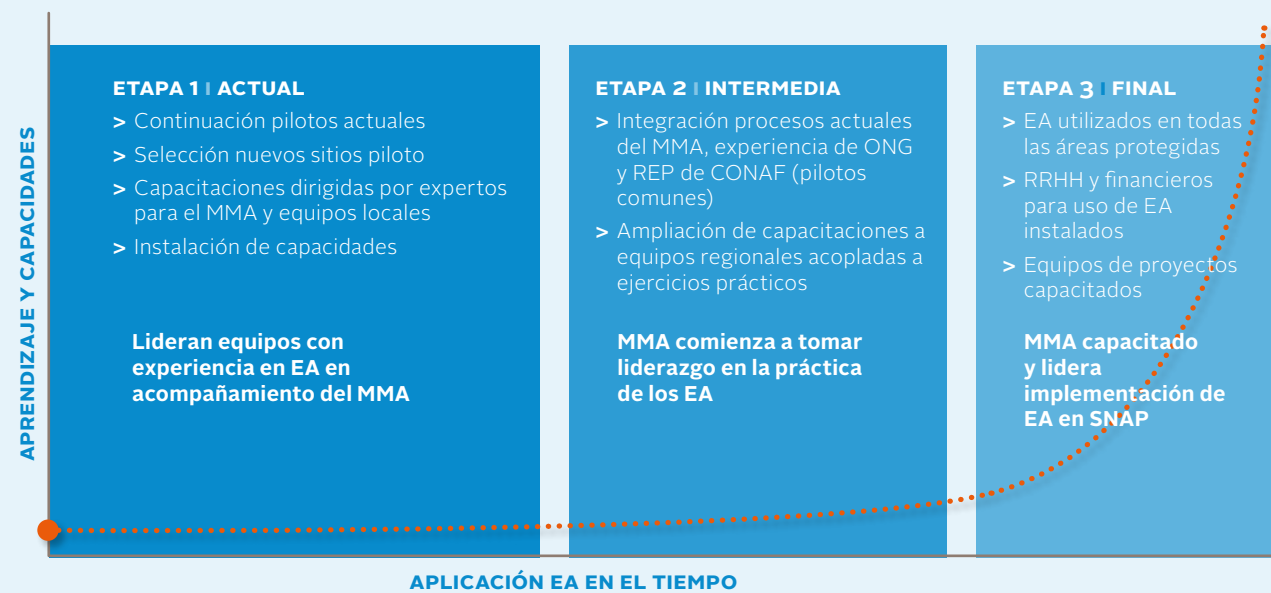 APRENDIZAJE Y CAPACIDADES
ETAPA 1 | ACTUAL
> Continuación pilotos actuales
> Selección nuevos sitios piloto
> Capacitaciones dirigidas por expertos
para el MMA y equipos locales
> Instalación de capacidades
Lideran equipos con
experiencia en EA en
acompañamiento del MMA
ETAPA 2 | INTERMEDIA
> Integración procesos actuales
del MMA, experiencia de ONG
y REP de CONAF (pilotos
comunes)
> Ampliación de capacitaciones a
equipos regionales acopladas a
ejercicios prácticos
MMA comienza a tomar
liderazgo en la práctica
de los EA
ETAPA 3 | FINAL
> EA utilizados en todas
las áreas protegidas
> RRHH y financieros
para uso de EA
instalados
> Equipos de proyectos
capacitados
MMA capacitado
y lidera
implementación de
EA en SNAP
APLICACIÓN EA EN EL TIEMPO